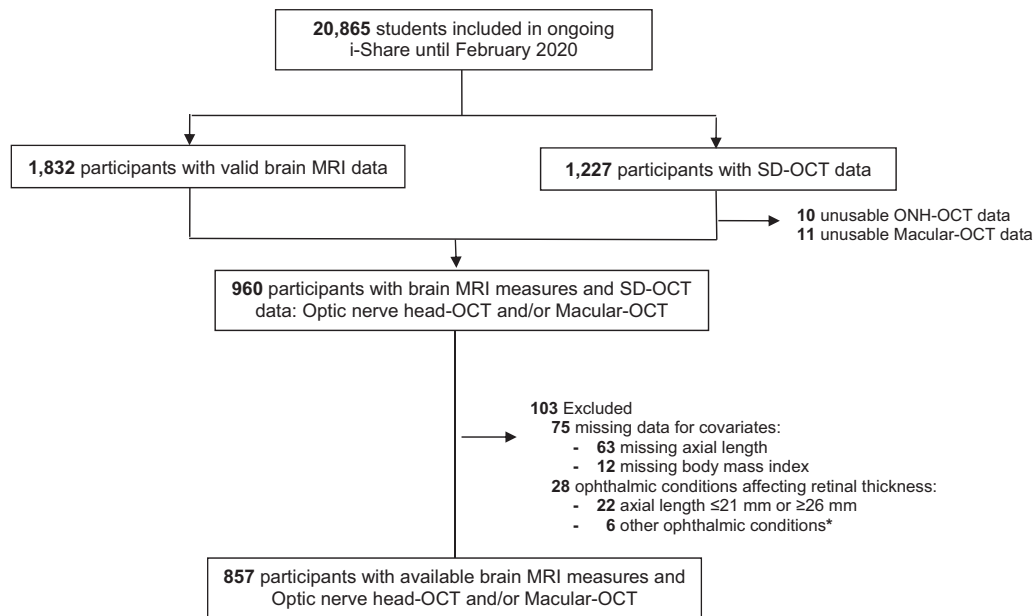 20,865 students included in ongoing
i-Share until February 2020
1,832 participants with valid brain MRI data
1,227 participants with SD-OCT data
10 unusable ONH-OCT data
11 unusable Macular-OCT data
960 participants with brain MRI measures and SD-OCT
data: Optic nerve head-OCT and/or Macular-OCT
103 Excluded
75 missing data for covariates:
- 63 missing axial length
- 12 missing body mass index
28 ophthalmic conditions affecting retinal thickness:
- 22 axial length ≤21 mm or ≥26 mm
- 6 other ophthalmic conditions*
857 participants with available brain MRI measures and
Optic nerve head-OCT and/or Macular-OCT